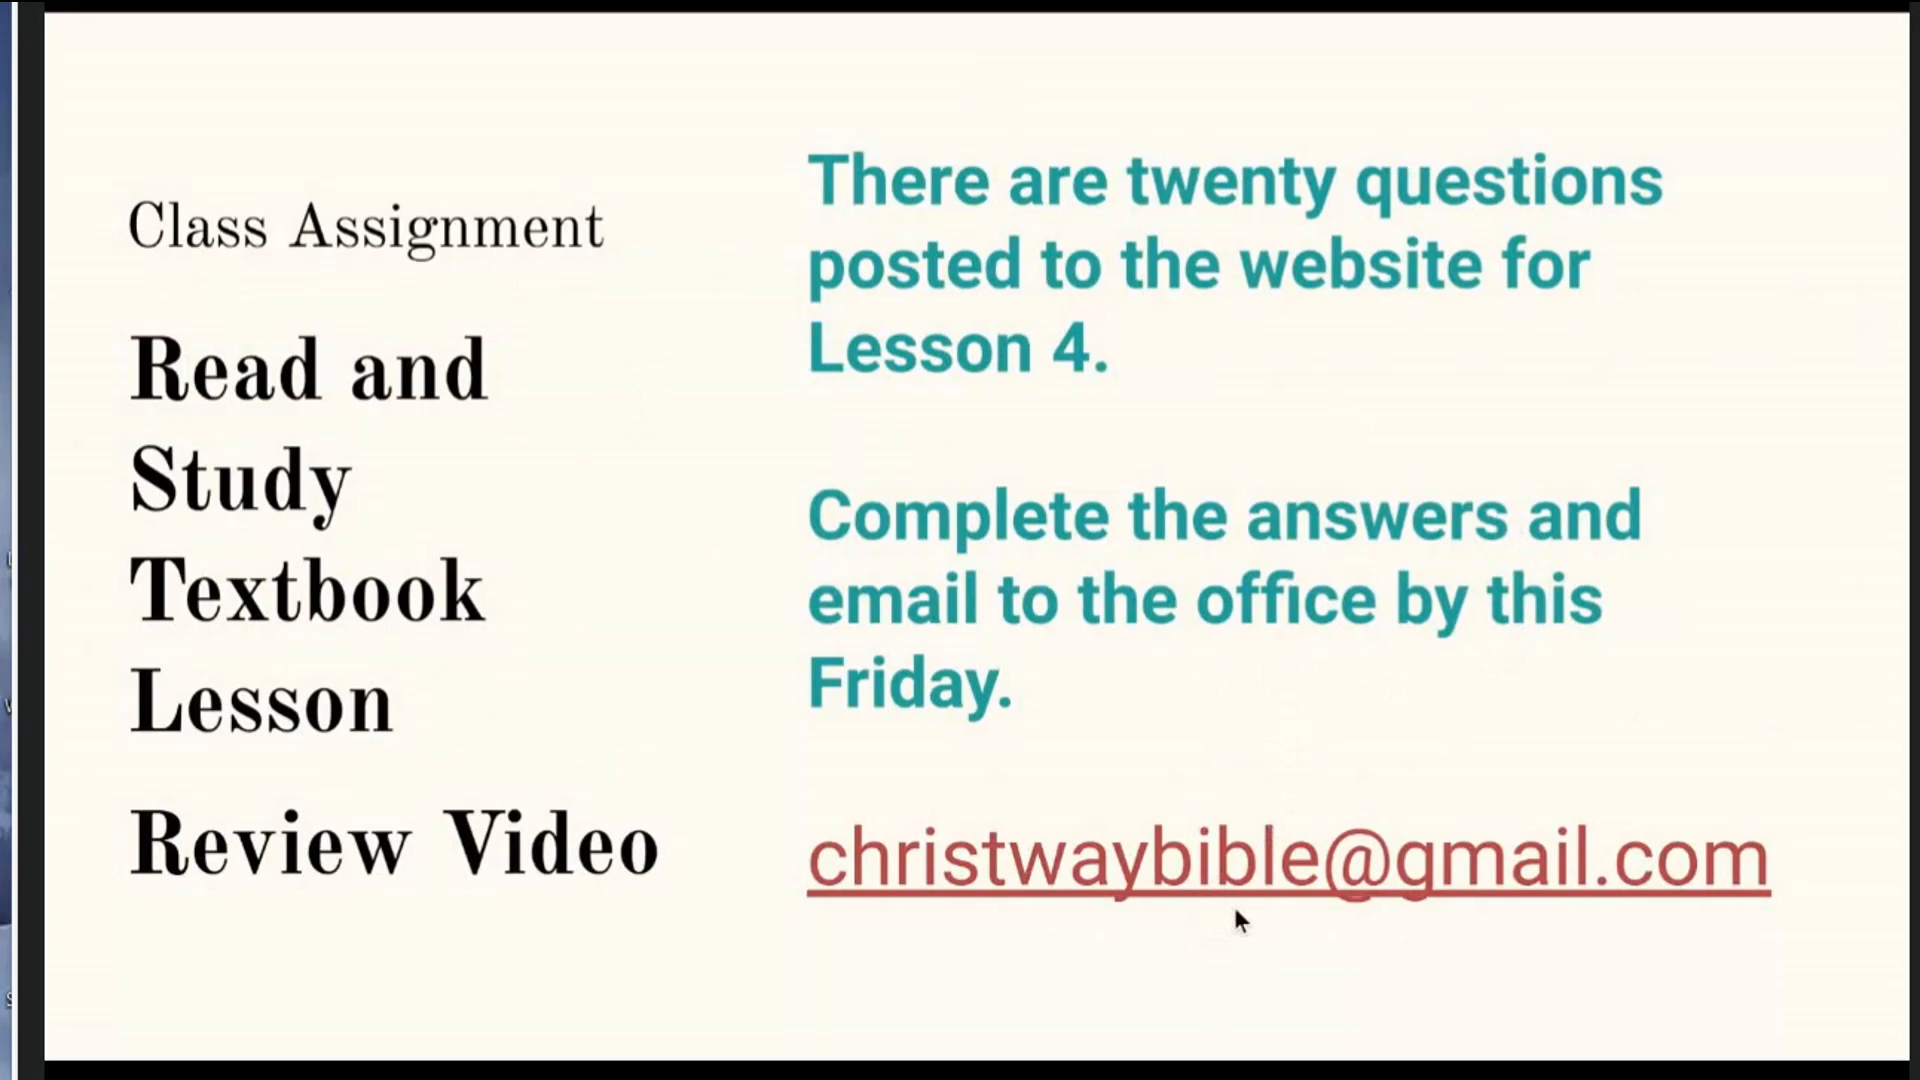 Class Assignment
Read and
Study
Textbook
Lesson
Review Video
There are twenty questions
posted to the website for
Lesson 4.
Complete the answers and
email to the office by this
Friday.
christwaybible@gmail.com